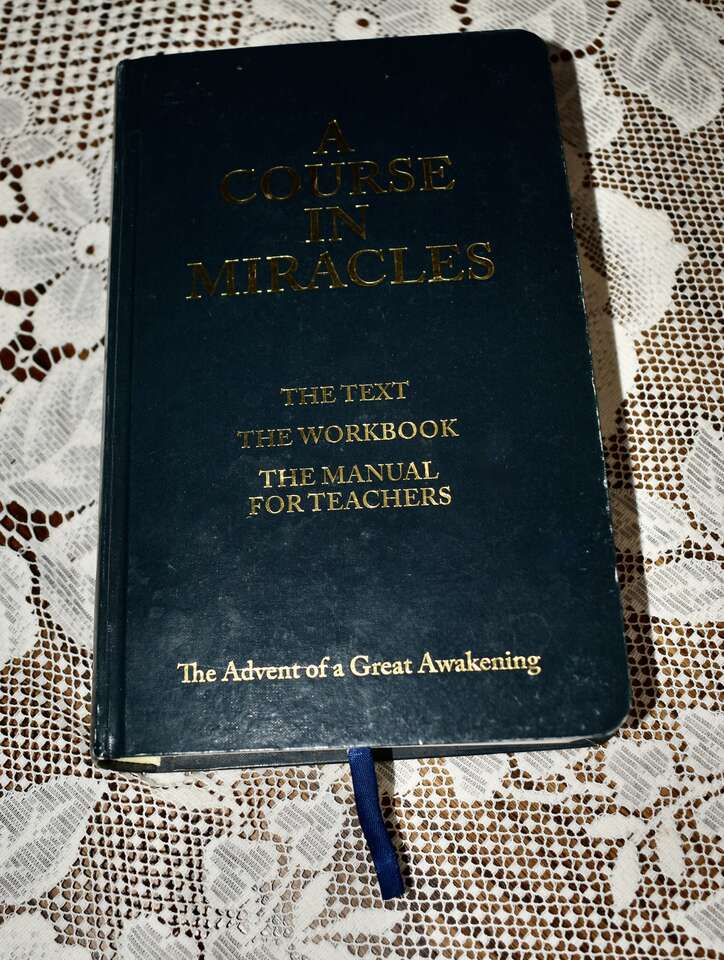 A
COURSE
IN
MIRACLES
THE TEXT
THE WORKBOOK
THE MANUAL
FOR TEACHERS
The Advent of a Great Awakening